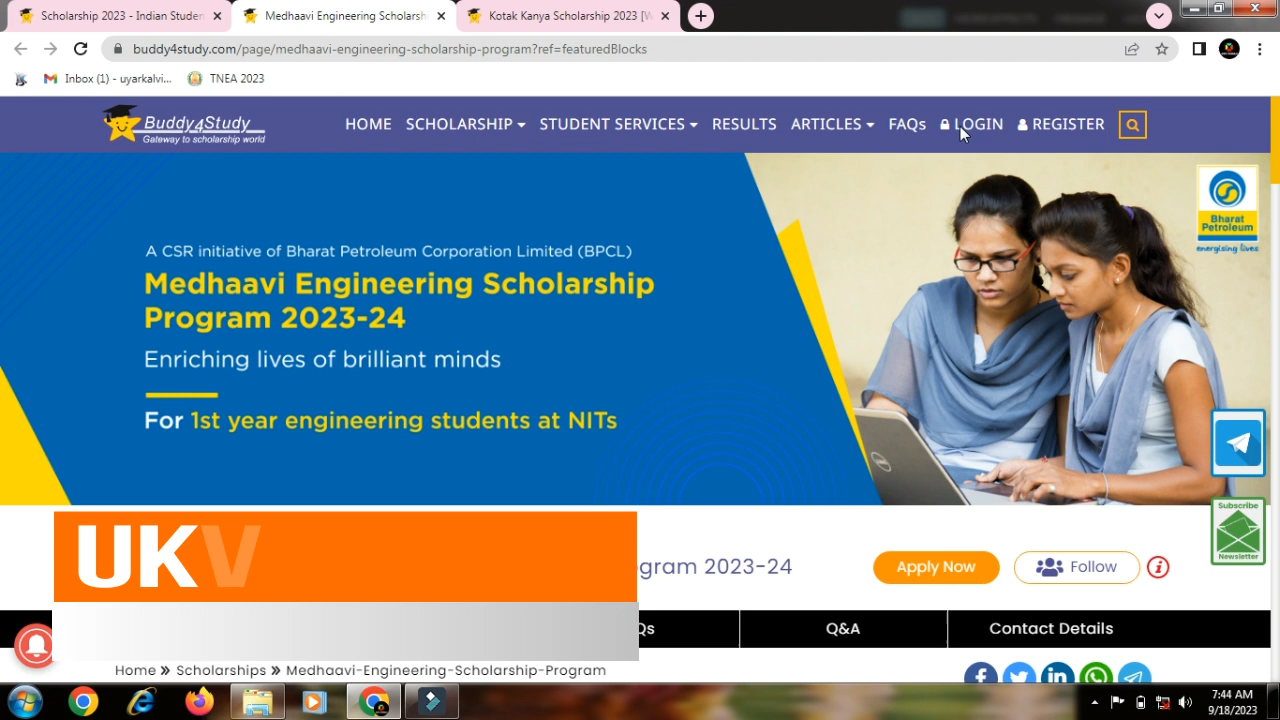 Scholarship 2023 - Indian Studen
Medhaavi Engineering Scholarsh
Kotak Kanya Scholarship 2023 [W
buddy4study.com/page/medhaavi-engineering-scholarship-program?ref=featuredBlocks
Inbox (1) - uyarkalvi...
TNEA 2023
Buddy4Study
Gateway to scholarship world
HOME
SCHOLARSHIP
STUDENT SERVICES
RESULTS
ARTICLES
FAQs
LOGIN
REGISTER
Bharat
Petroleum
energising lives
A CSR initiative of Bharat Petroleum Corporation Limited (BPCL)
Medhaavi Engineering Scholarship
Program 2023-24
Enriching lives of brilliant minds
For 1st year engineering students at NITs
Subscribe
Newsletter
UKV
gram 2023-24
Apply Now
Follow
i
Qs
Q&A
Contact Details
Home » Scholarships » Medhaavi-Engineering-Scholarship-Program
7:44 AM
9/18/2023